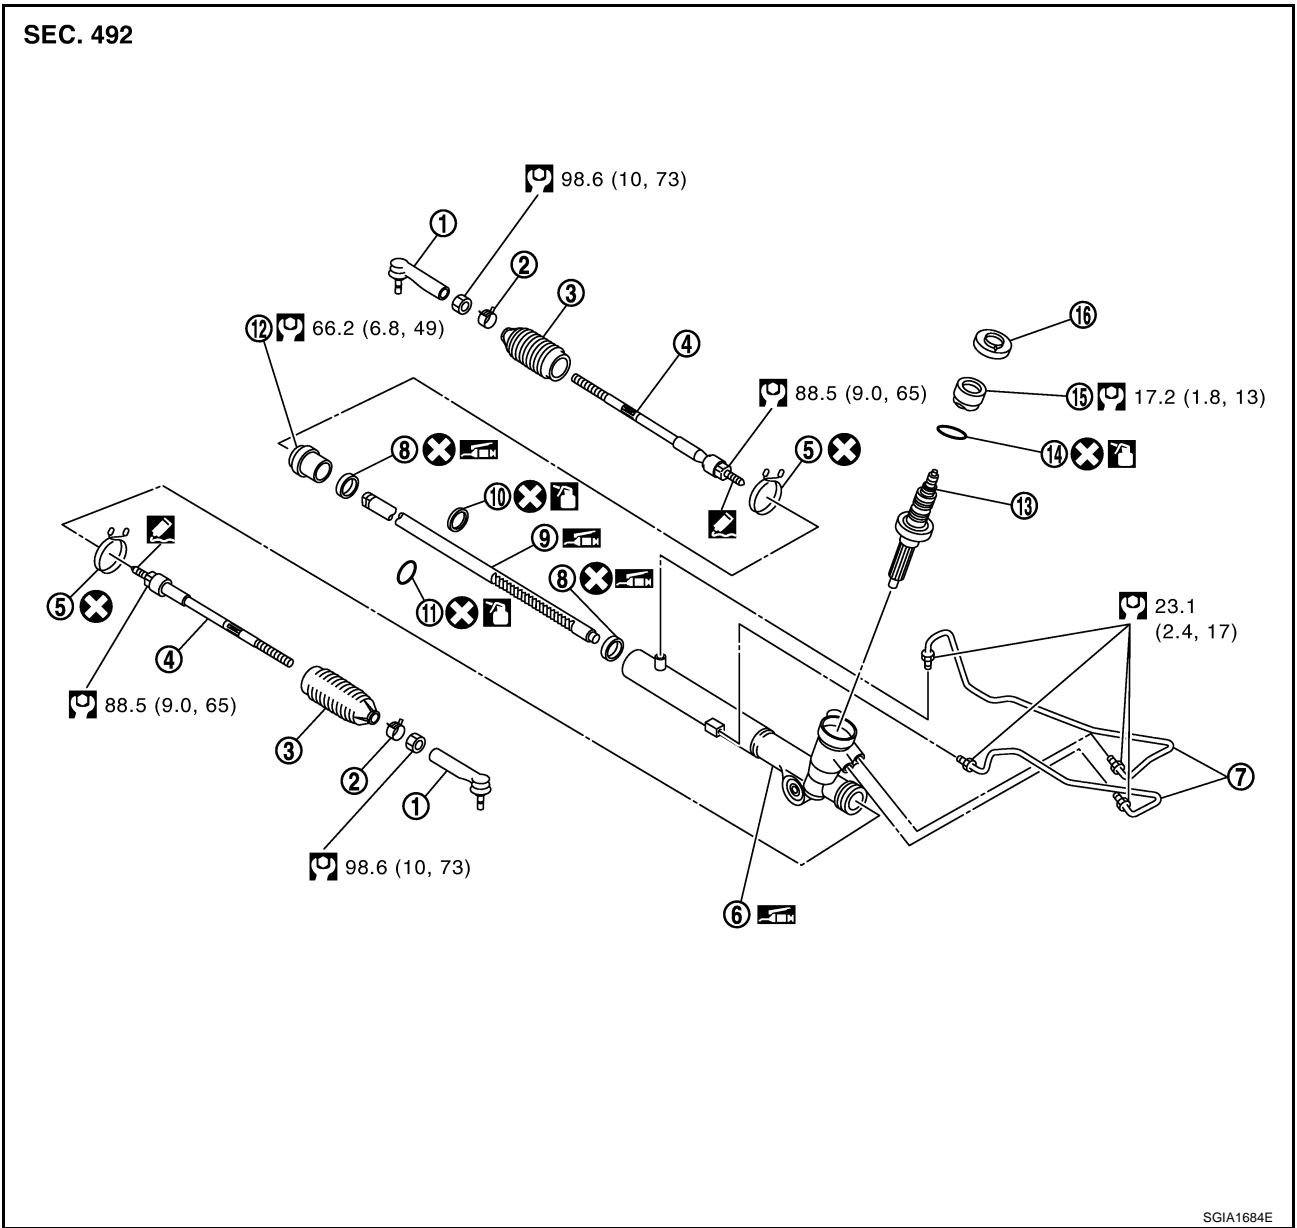 SEC. 492
98.6 (10, 73)
1
2
3
16
12 66.2 (6.8, 49)
4
88.5 (9.0, 65)
15 17.2 (1.8, 13)
8
5
14
10
13
9
8
5
11
23.1
(2.4, 17)
4
88.5 (9.0, 65)
3
2
1
7
98.6 (10, 73)
6
SGIA1684E